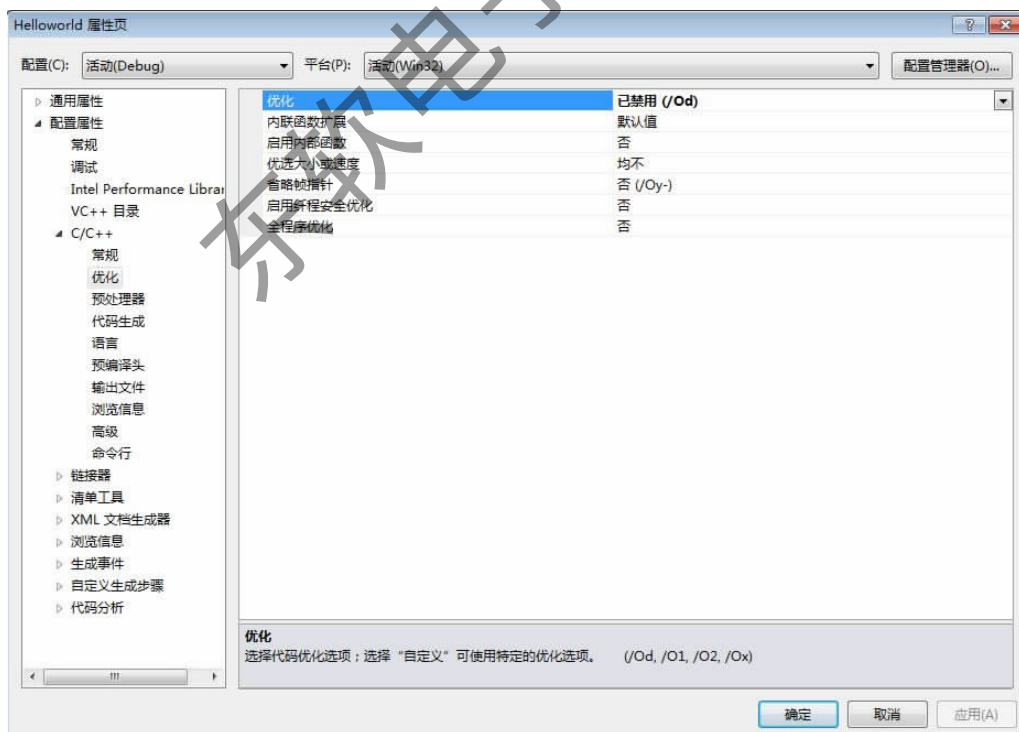 Helloworld 属性页
配置(C): 活动(Debug) 平台(P): 活动(Win32) 配置管理器(O)...
通用属性
配置属性
常规
调试
Intel Performance Librar
VC++ 目录
C/C++
常规
优化
预处理器
代码生成
语言
预编译头
输出文件
浏览信息
高级
命令行
链接器
清单工具
XML 文档生成器
浏览信息
生成事件
自定义生成步骤
代码分析
优化 已禁用 (/Od)
内联函数扩展 默认值
启用内部函数 否
优选大小或速度 均不
省略帧指针 否 (/Oy-)
启用纤程安全优化 否
全程序优化 否
优化
选择代码优化选项；选择“自定义”可使用特定的优化选项。 (/Od, /O1, /O2, /Ox)
确定 取消 应用(A)
东软电子